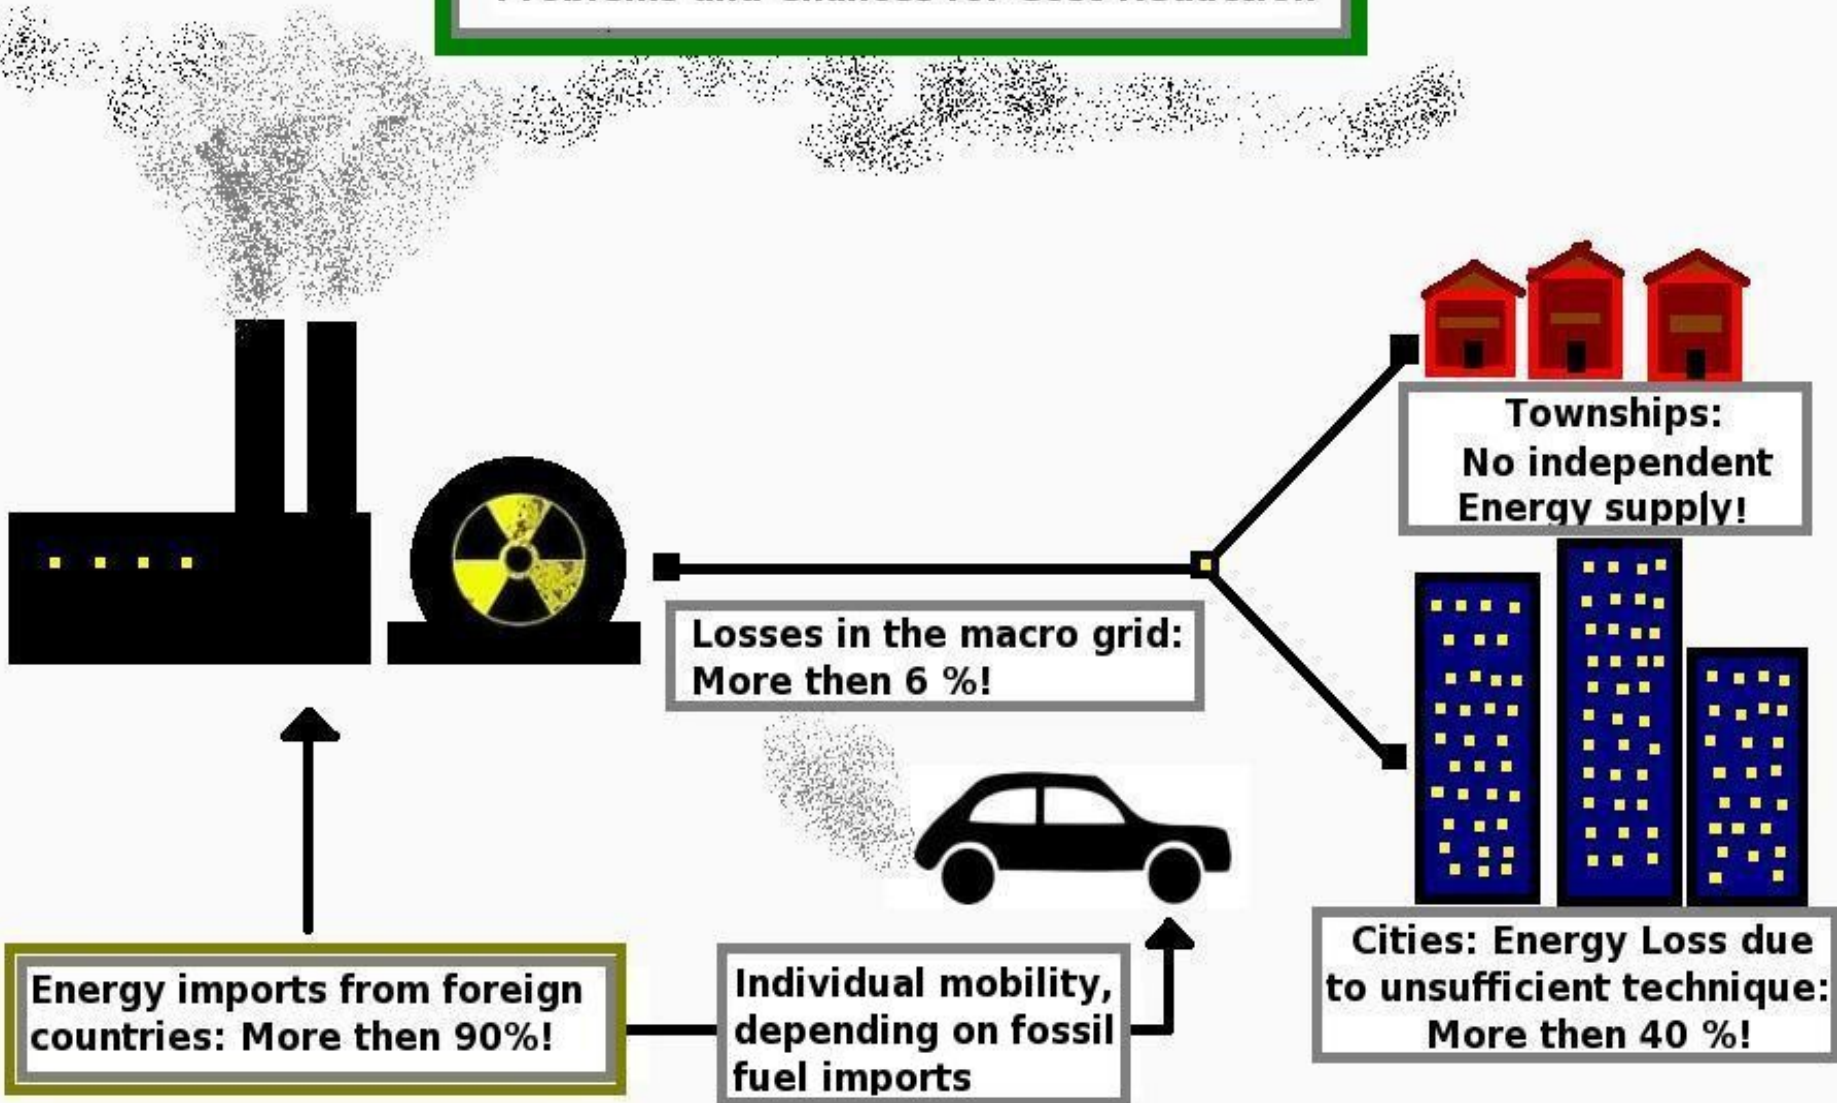 Townships:
No independent
Energy supply!
Losses in the macro grid:
More then 6 %!
Cities: Energy Loss due
to unsufficient technique:
More then 40 %!
Energy imports from foreign
countries: More then 90%!
Individual mobility,
depending on fossil
fuel imports